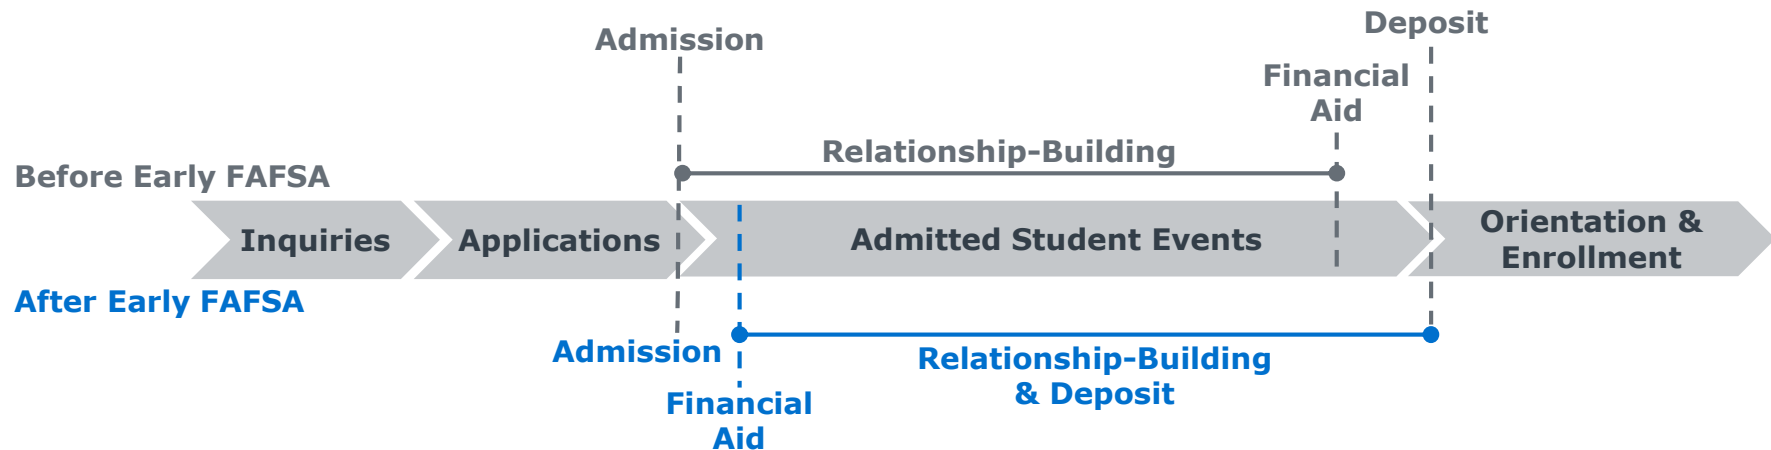 Deposit
Admission
Financial
Aid
Relationship-Building
Before Early FAFSA
Inquiries
Applications
Admitted Student Events
Orientation &
Enrollment
After Early FAFSA
Admission
Relationship-Building
& Deposit
Financial
Aid